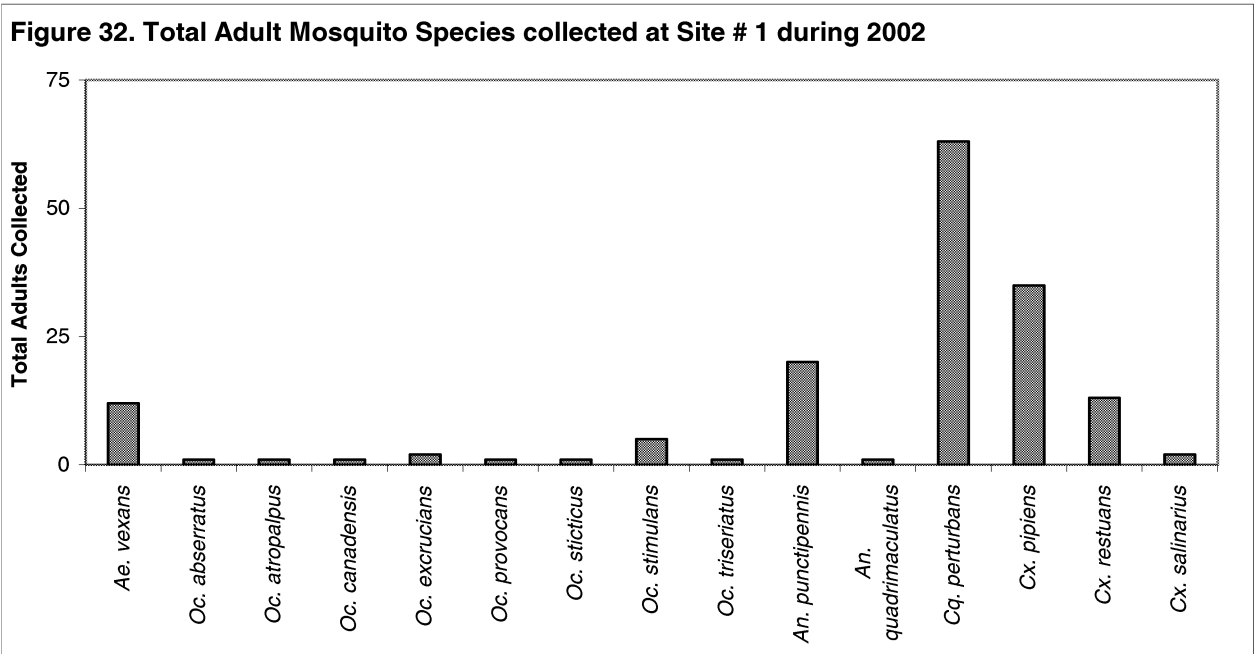 Figure 32. Total Adult Mosquito Species collected at Site # 1 during 2002
75
50
25
0
Total Adults Collected
Ae. vexans
Oc. abserratus
Oc. atropalpus
Oc. canadensis
Oc. excrucians
Oc. provocans
Oc. sticticus
Oc. stimulans
Oc. triseriatus
An. punctipennis
An.
quadrimaculatus
Cq. perturbans
Cx. pipiens
Cx. restuans
Cx. salinarius